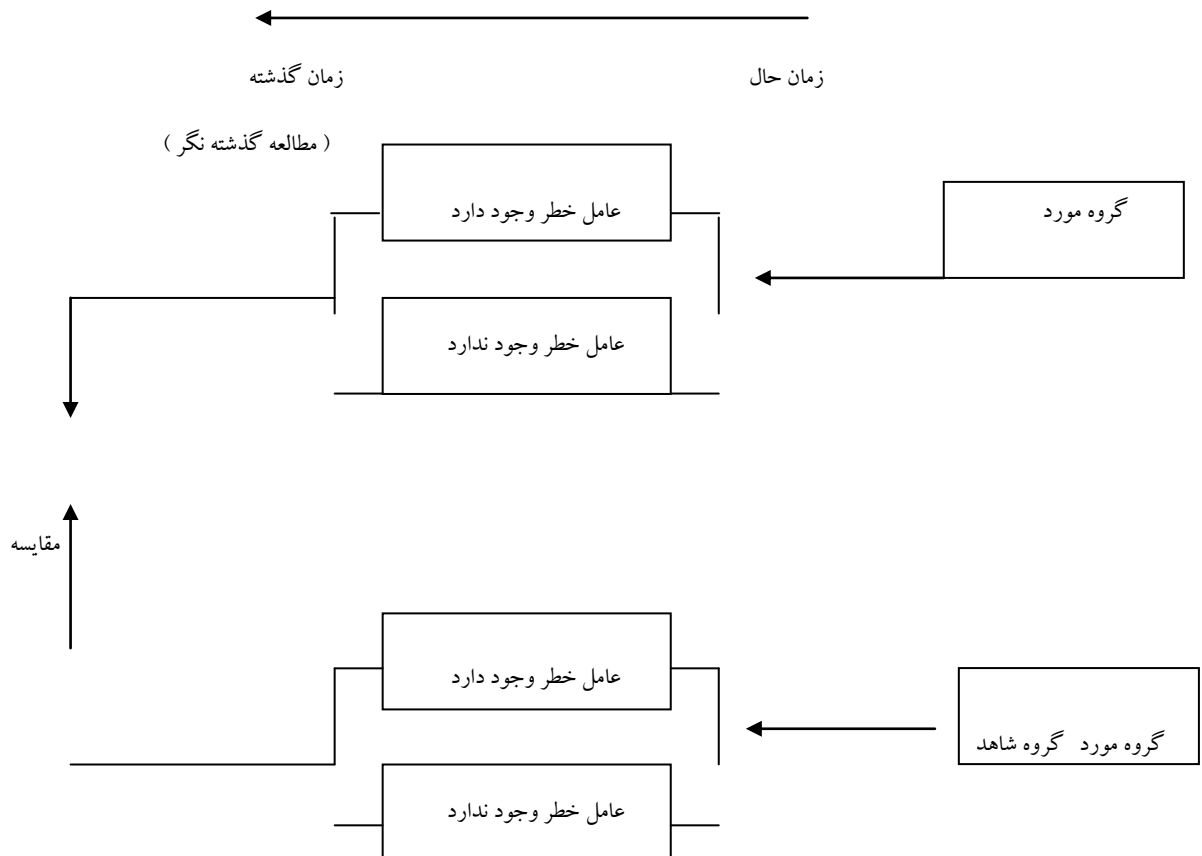 زمان حال
زمان گذشته
( مطالعه گذشته نگر )
گروه مورد
عامل خطر وجود دارد
عامل خطر وجود ندارد
مقایسه
عامل خطر وجود دارد
گروه مورد گروه شاهد
عامل خطر وجود ندارد